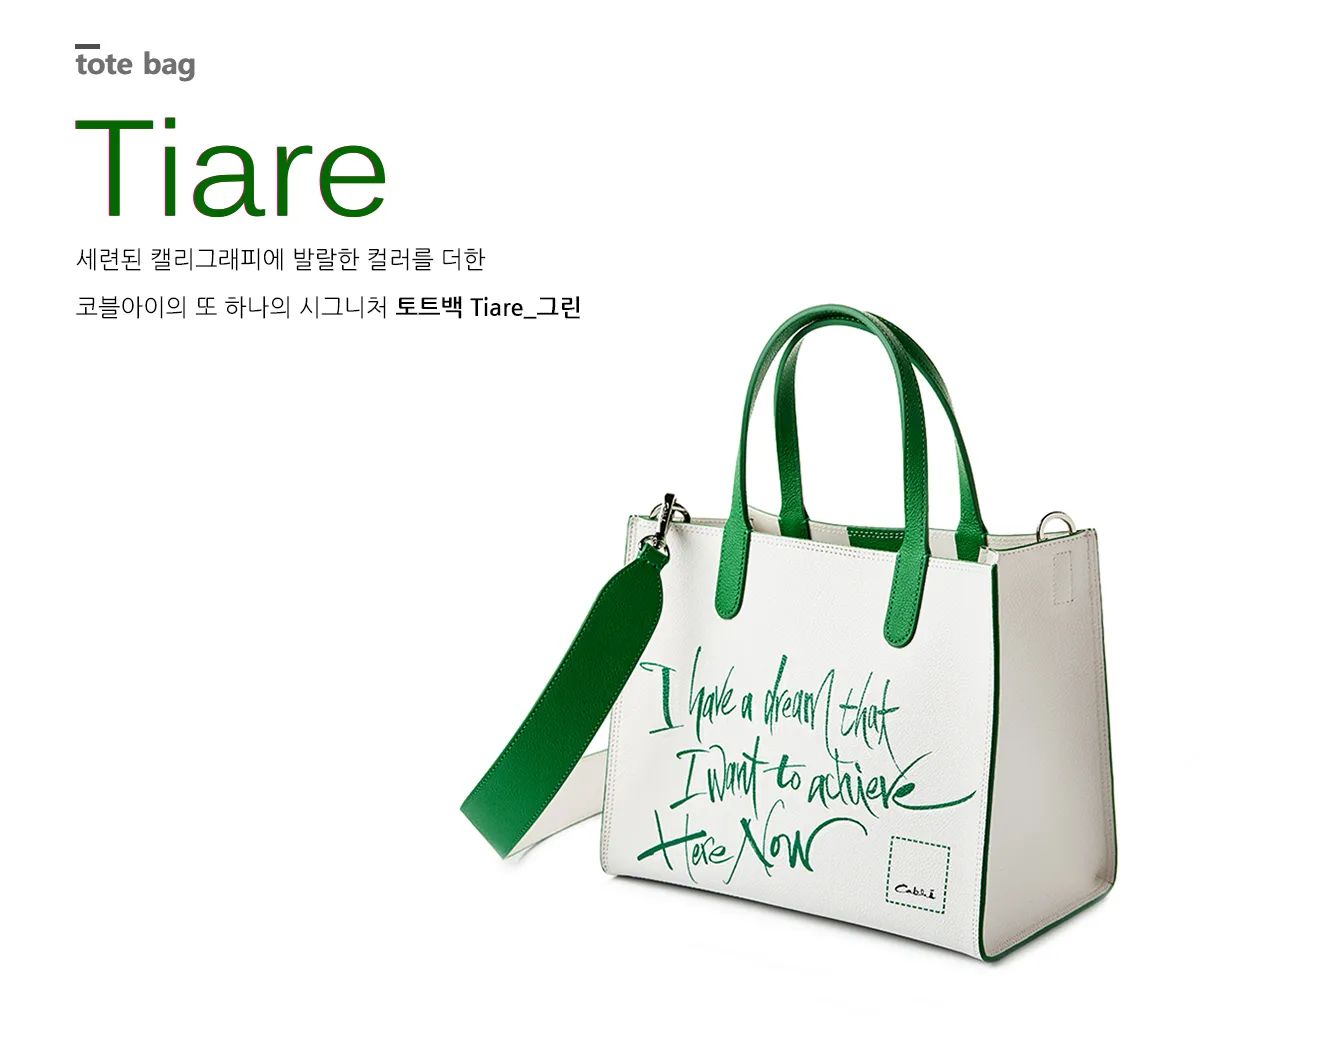 tote bag
Tiare
세련된 캘리그래피에 발랄한 컬러를 더한
코블아이의 또 하나의 시그니처 토트백 Tiare_그린
I have a dream that
I want to achieve
Here Now